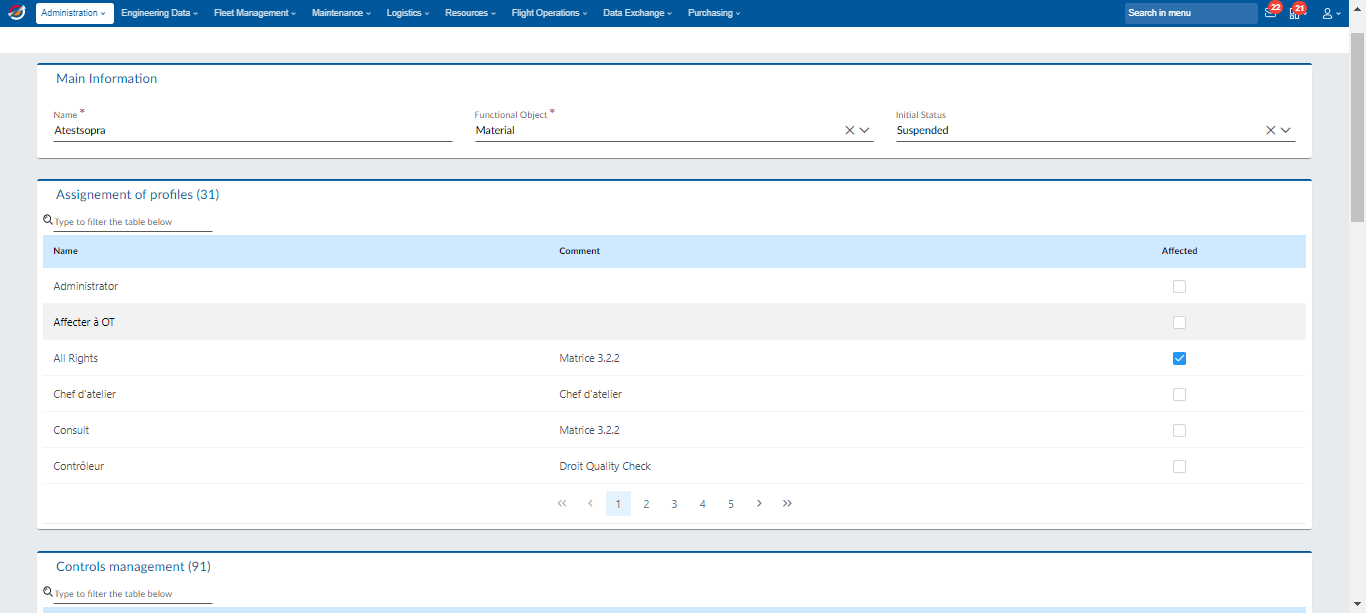 Administration Engineering Data Fleet Management Maintenance Logistics Resources Flight Operations Data Exchange Purchasing Search in menu 22 21
Main Information
Name * Functional Object * Initial Status
Atestsopra Material Suspended
Assignement of profiles (31)
Type to filter the table below
Name Comment Affected
Administrator
Affecter à OT
All Rights Matrice 3.2.2
Chef d'atelier Chef d'atelier
Consult Matrice 3.2.2
Contrôleur Droit Quality Check
1 2 3 4 5
Controls management (91)
Type to filter the table below